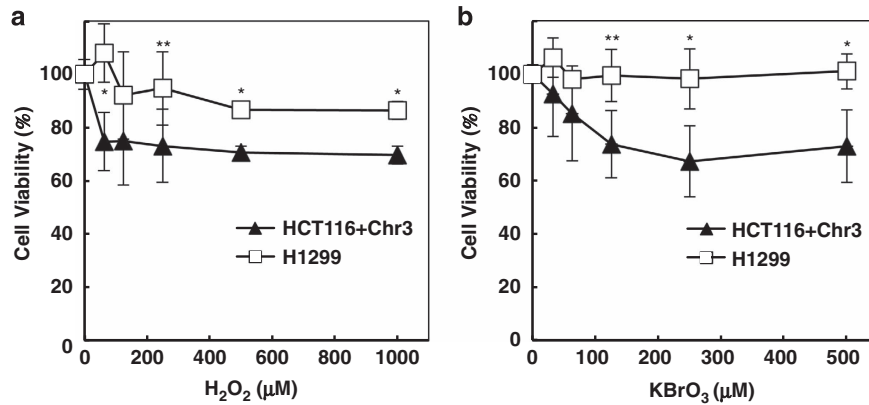 a
Cell Viability (%)
120
100
80
60
40
20
0
**
*
*
*
HCT116+Chr3
H1299
0 200 400 600 800 1000
H₂O₂ (μM)
b
Cell Viability (%)
120
100
80
60
40
20
0
**
*
*
HCT116+Chr3
H1299
0 100 200 300 400 500
KBrO₃ (μM)